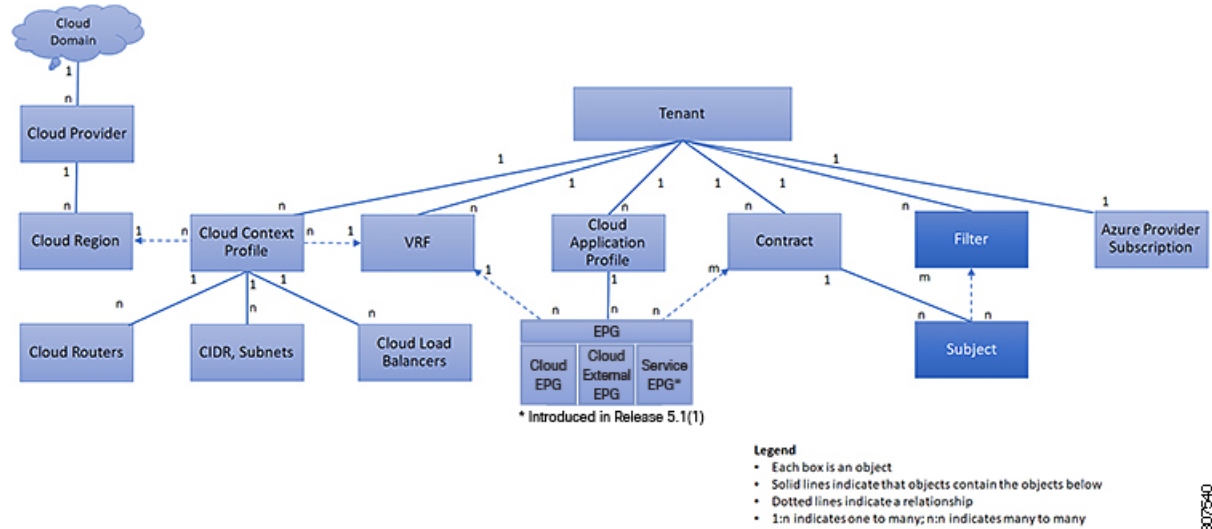 Cloud
Domain
1
n
Cloud Provider
Tenant
1
n
1
1
1
1
1
1
n
n
n
n
n
1
Cloud Region
1
n
Cloud Context
Profile
n
1
VRF
Cloud
Application
Profile
Contract
Filter
Azure Provider
Subscription
1
1
1
1
1
m
1
m
n
n
n
n
n
n
n
n
Cloud Routers
CIDR, Subnets
Cloud Load
Balancers
EPG
Cloud
EPG
Cloud
External
EPG
Service
EPG*
Subject
* Introduced in Release 5.1(1)
Legend
• Each box is an object
• Solid lines indicate that objects contain the objects below
• Dotted lines indicate a relationship
• 1:n indicates one to many; n:n indicates many to many
307540